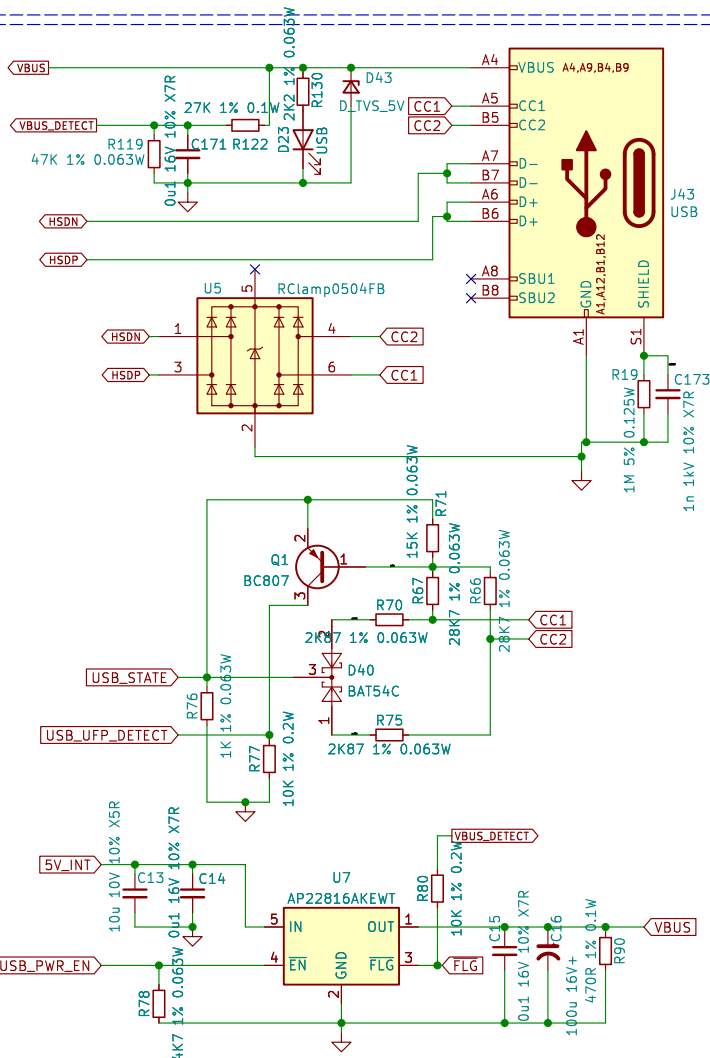 VBUS
VBUS_DETECT
27K 1% 0.1W
R122
R119
47K 1% 0.063W
C171
0u1 16V 10% X7R
2K2 1% 0.063W
R130
D23
USB
D43
D_TVS_5V
CC1
CC2
HSDN
HSDP
A4
A5
B5
A7
B7
A6
B6
A8
B8
VBUS
A4,A9,B4,B9
CC1
CC2
D-
D-
D+
D+
SBU1
SBU2
GND
A1,A12,B1,B12
SHIELD
J43
USB
A1
S1
U5
RClamp0504FB
5
HSDN
1
4
CC2
HSDP
3
6
CC1
2
R19
1M 5% 0.125W
C173
1n 1kV 10% X7R
R71
15K 1% 0.063W
2
Q1
BC807
1
3
R67
28K7 1% 0.063W
R66
28K7 1% 0.063W
R70
2K87 1% 0.063W
CC1
CC2
2
3
D40
BAT54C
1
R75
2K87 1% 0.063W
USB_STATE
R76
1K 1% 0.063W
USB_UFP_DETECT
R77
10K 1% 0.2W
5V_INT
C13
10u 10V 10% X5R
C14
0u1 16V 10% X7R
U7
AP22816AKEWT
5
IN
OUT
1
4
EN
FLG
3
GND
2
VBUS_DETECT
R80
10K 1% 0.2W
FLG
USB_PWR_EN
R78
4K7 1% 0.063W
C15
0u1 16V 10% X7R
C16
100u 16V+
R90
470R 1% 0.1W
VBUS